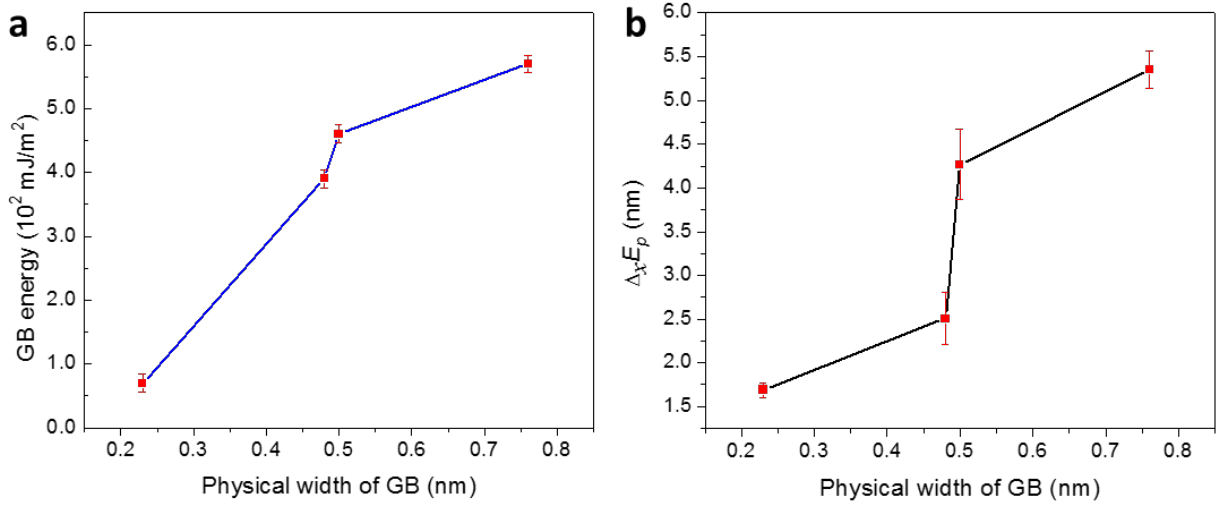 a
6.0
5.0
4.0
3.0
2.0
1.0
0.0
GB energy (10² mJ/m²)
0.2 0.3 0.4 0.5 0.6 0.7 0.8
Physical width of GB (nm)
b
6.0
5.5
5.0
4.5
4.0
3.5
3.0
2.5
2.0
1.5
ΔxEp (nm)
0.2 0.3 0.4 0.5 0.6 0.7 0.8
Physical width of GB (nm)